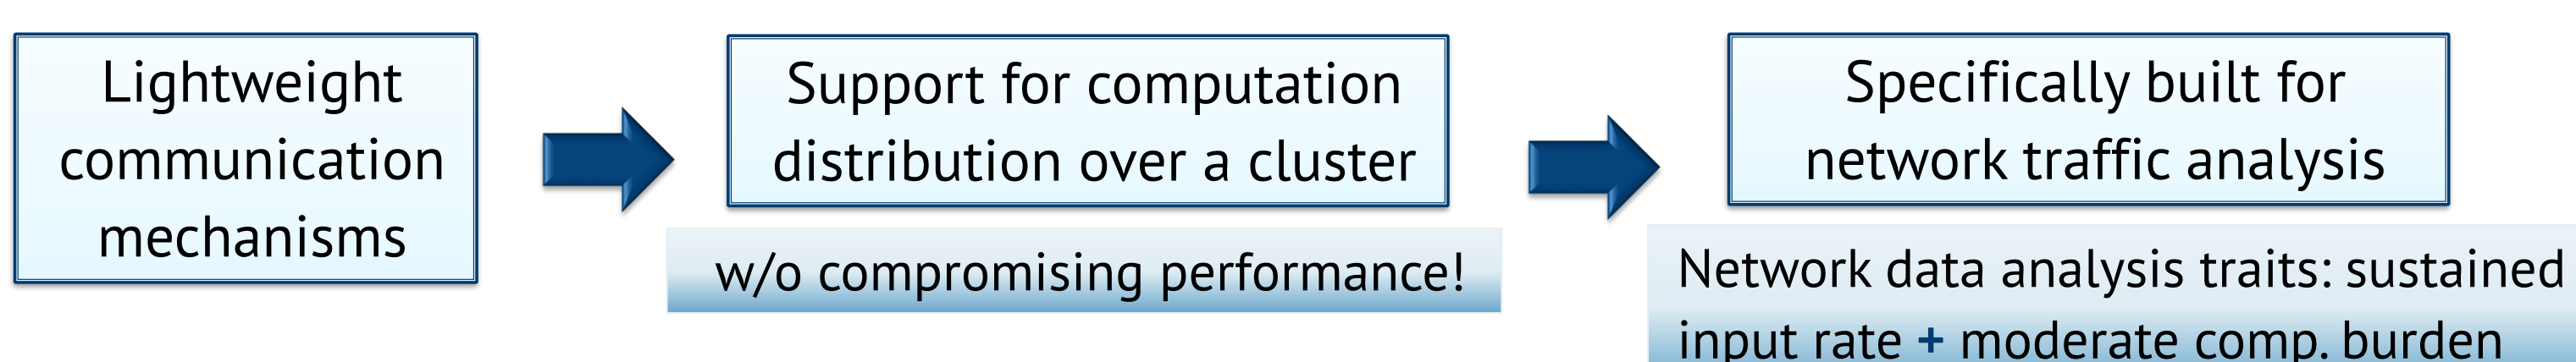 Lightweight
communication
mechanisms
Support for computation
distribution over a cluster
w/o compromising performance!
Specifically built for
network traffic analysis
Network data analysis traits: sustained
input rate + moderate comp. burden